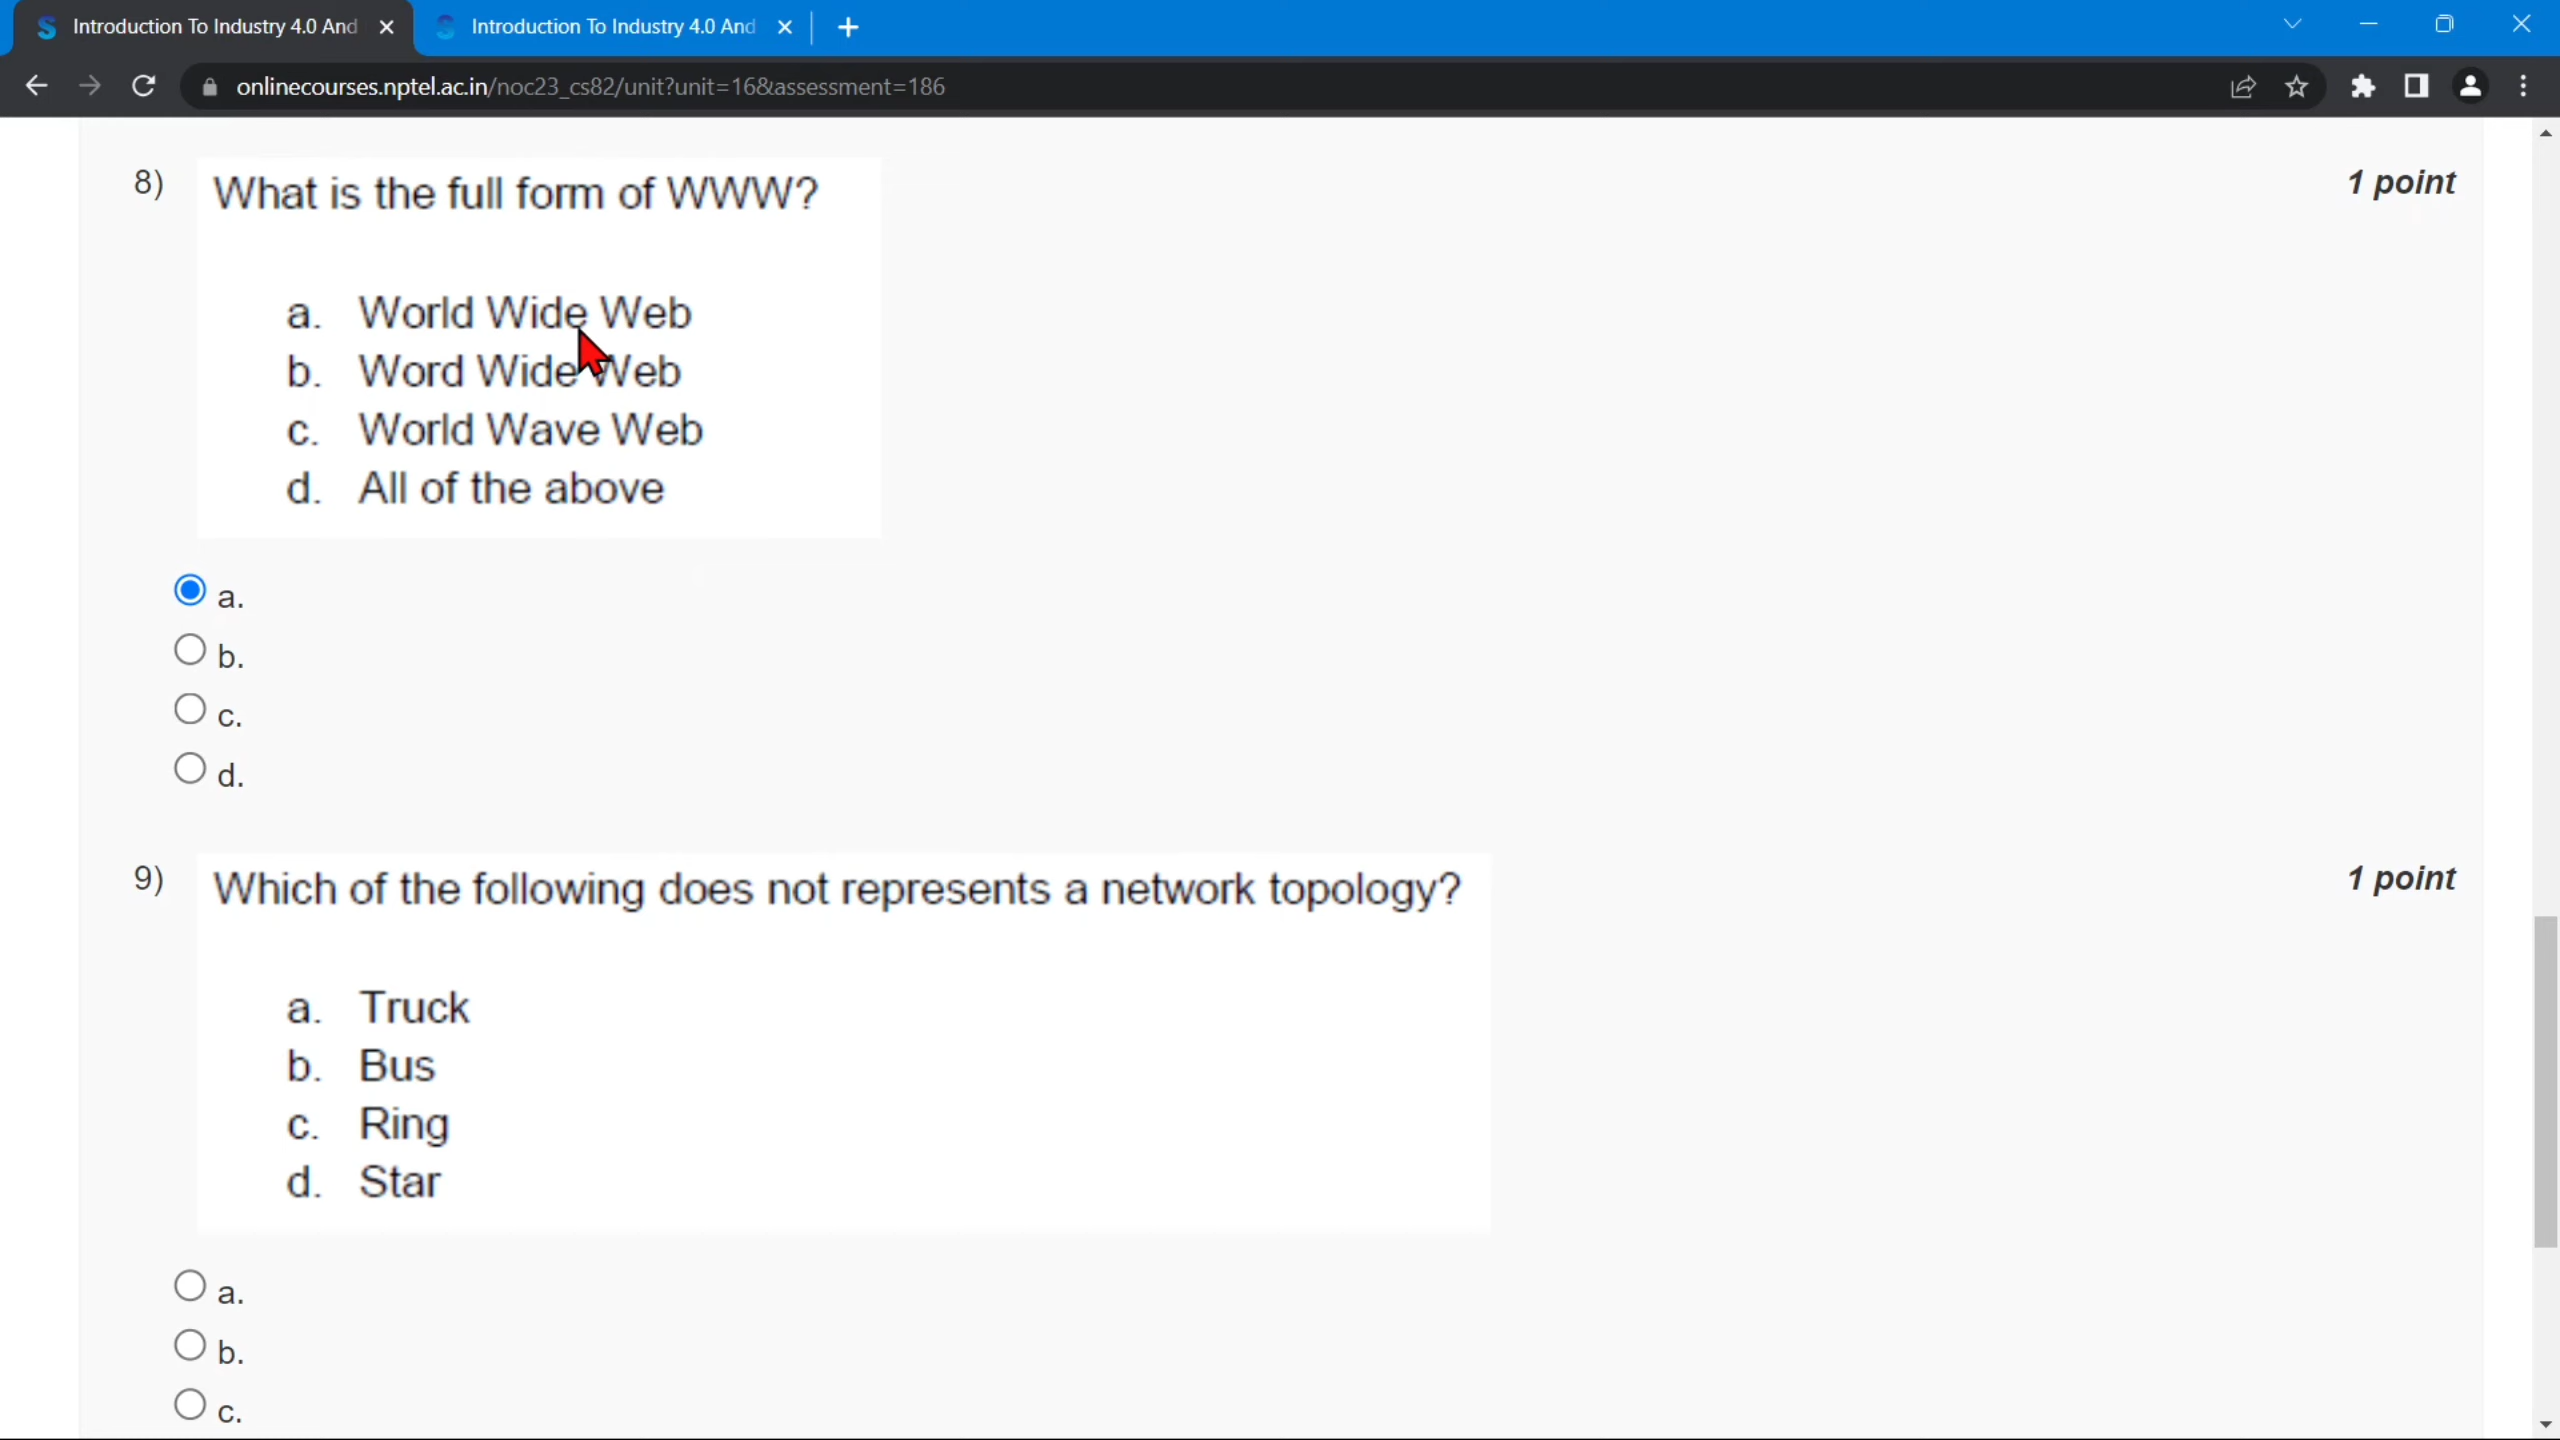 Introduction To Industry 4.0 And
Introduction To Industry 4.0 And
onlinecourses.nptel.ac.in/noc23_cs82/unit?unit=16&assessment=186
8) What is the full form of WWW? 1 point
a. World Wide Web
b. Word Wide Web
c. World Wave Web
d. All of the above
a.
b.
c.
d.
9) Which of the following does not represents a network topology? 1 point
a. Truck
b. Bus
c. Ring
d. Star
a.
b.
c.